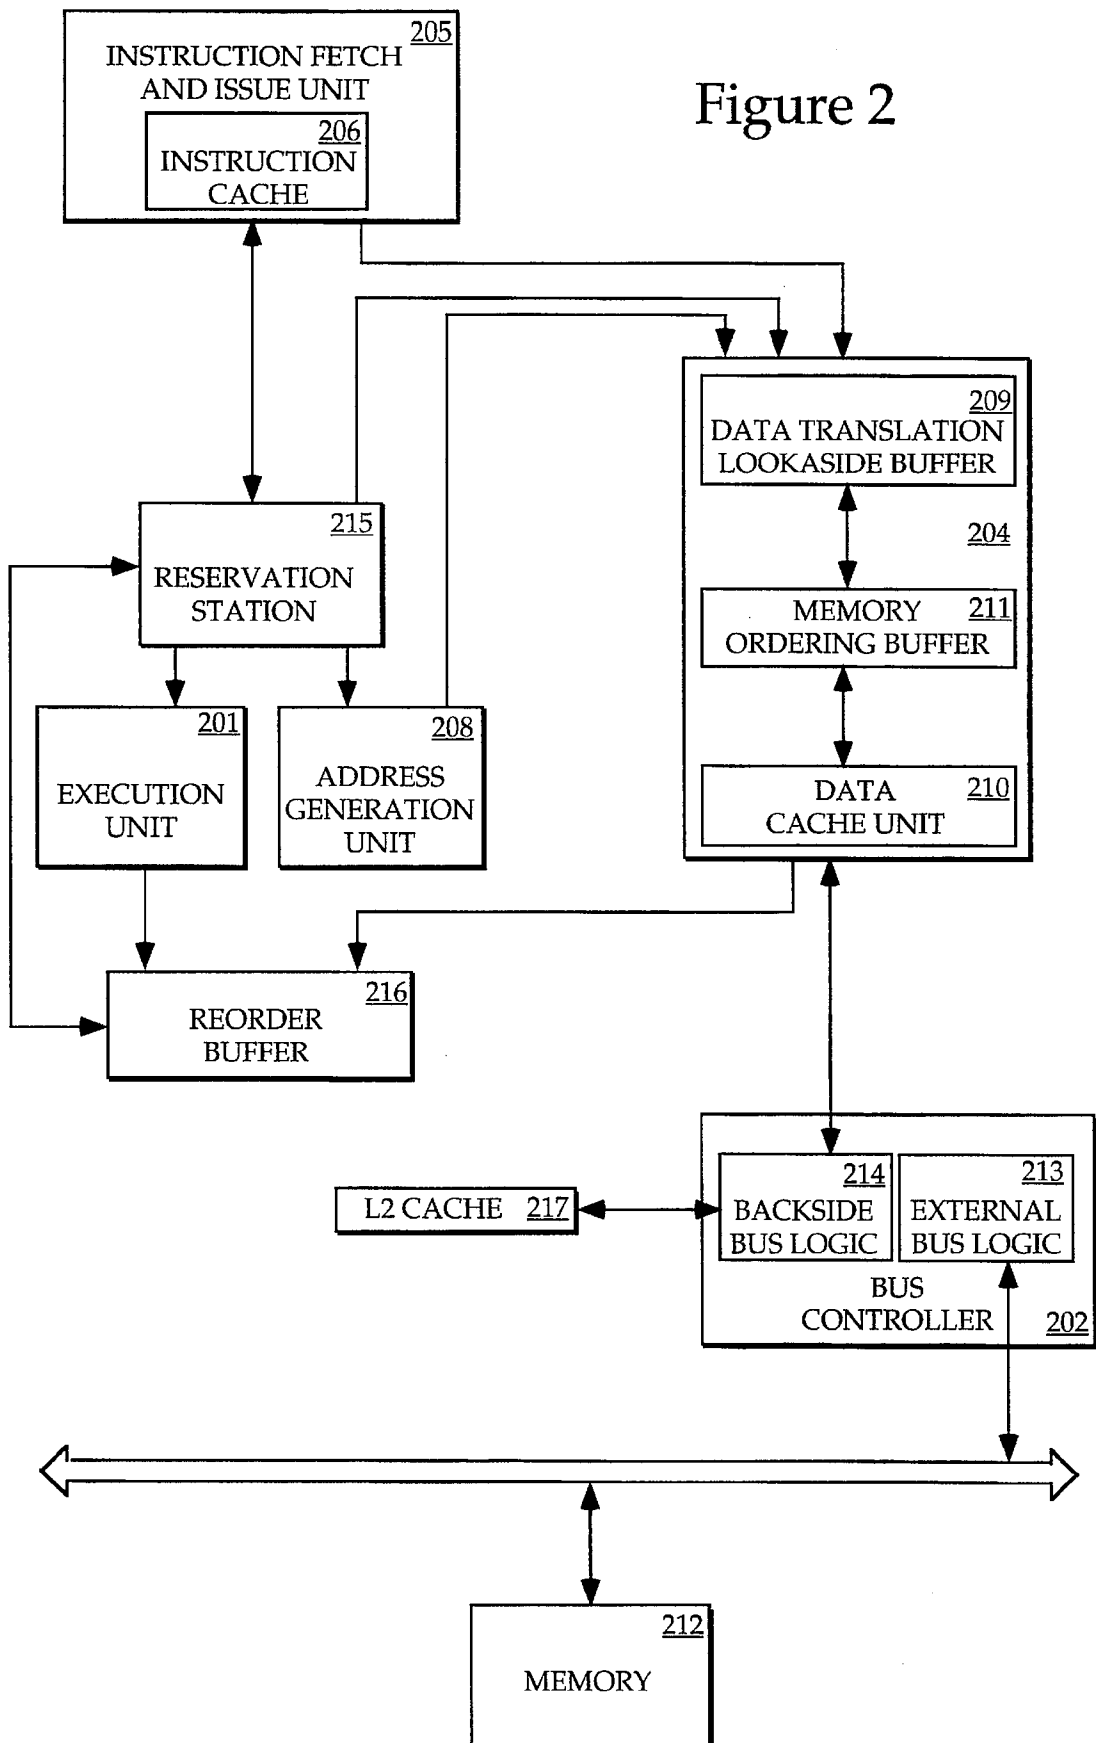 205
INSTRUCTION FETCH
AND ISSUE UNIT
206
INSTRUCTION
CACHE
Figure 2
209
DATA TRANSLATION
LOOKASIDE BUFFER
204
211
MEMORY
ORDERING BUFFER
210
DATA
CACHE UNIT
215
RESERVATION
STATION
201
EXECUTION
UNIT
208
ADDRESS
GENERATION
UNIT
216
REORDER
BUFFER
L2 CACHE 217
214
BACKSIDE
BUS LOGIC
213
EXTERNAL
BUS LOGIC
BUS
CONTROLLER
202
212
MEMORY